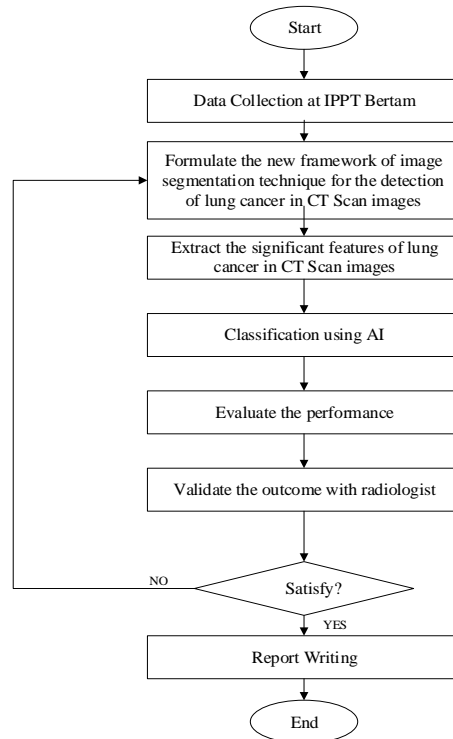 Start
Data Collection at IPPT Bertam
Formulate the new framework of image
segmentation technique for the detection
of lung cancer in CT Scan images
Extract the significant features of lung
cancer in CT Scan images
Classification using AI
Evaluate the performance
Validate the outcome with radiologist
NO
Satisfy?
YES
Report Writing
End